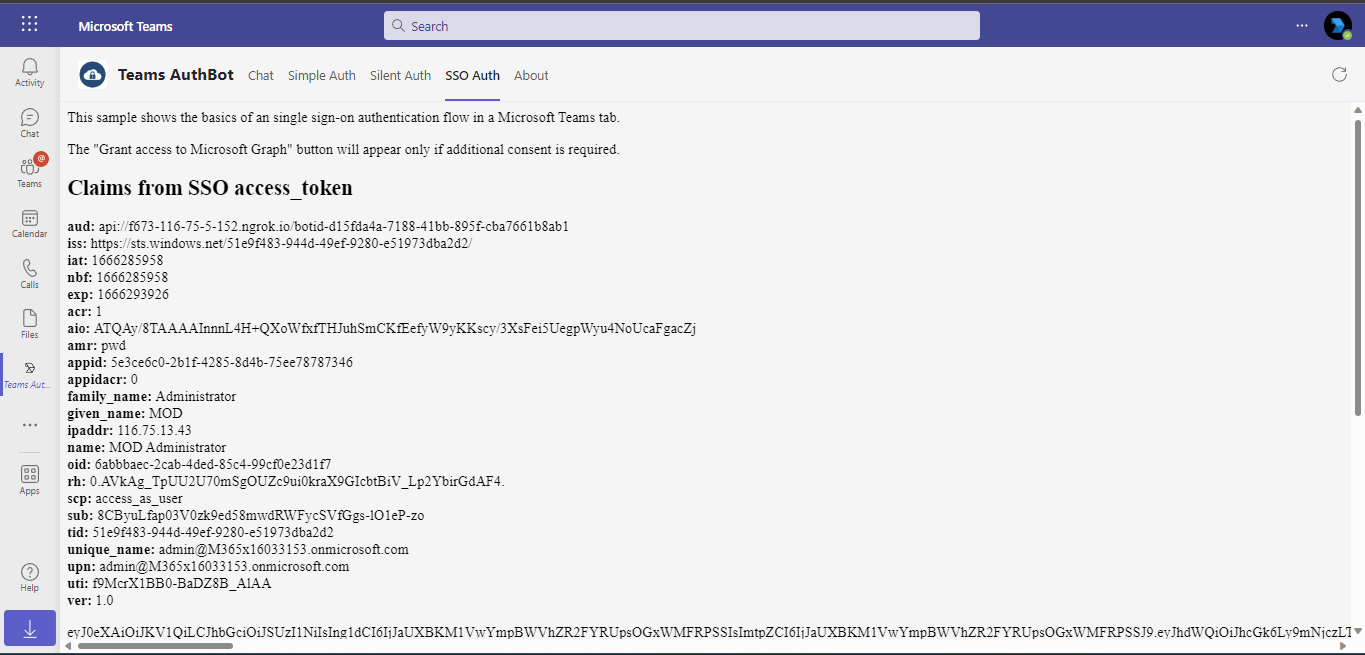 Microsoft Teams
Search
Activity
Chat
Teams
Calendar
Calls
Files
Teams Aut...
Apps
Help
Teams AuthBot Chat Simple Auth Silent Auth SSO Auth About
This sample shows the basics of an single sign-on authentication flow in a Microsoft Teams tab.
The "Grant access to Microsoft Graph" button will appear only if additional consent is required.
Claims from SSO access_token
aud: api://f673-116-75-5-152.ngrok.io/botid-d15fda4a-7188-41bb-895f-cba7661b8ab1
iss: https://sts.windows.net/51e9f483-944d-49ef-9280-e51973dba2d2/
iat: 1666285958
nbf: 1666285958
exp: 1666293926
acr: 1
aio: ATQAy/8TAAAAInnnL4H+QXoWfxfTHJuhSmCKfEefyW9yKKscy/3XsFei5UegpWyu4NoUcaFgacZj
amr: pwd
appid: 5e3ce6c0-2b1f-4285-8d4b-75ee78787346
appidacr: 0
family_name: Administrator
given_name: MOD
ipaddr: 116.75.13.43
name: MOD Administrator
oid: 6abbbaec-2cab-4ded-85c4-99cf0e23d1f7
rh: 0.AVkAg_TpUU2U70mSgOUZc9ui0kraX9GIcbtBiV_Lp2YbirGdAF4.
scp: access_as_user
sub: 8CByuLfap03V0zk9ed58mwdRWFycSVfGgs-lO1eP-zo
tid: 51e9f483-944d-49ef-9280-e51973dba2d2
unique_name: admin@M365x16033153.onmicrosoft.com
upn: admin@M365x16033153.onmicrosoft.com
uti: f9McrX1BB0-BaDZ8B_AlAA
ver: 1.0
eyJ0eXAiOiJKV1QiLCJhbGciOiJSUzI1NiIsIng1dCI6IjJaUXBKM1VwYmpBWVhZR2FYRUpsOGxWMFRPSSIsImtpZCI6IjJaUXBKM1VwYmpBWVhZR2FYRUpsOGxWMFRPSSJ9.eyJhdWQiOiJhcGk6Ly9mNjczLT